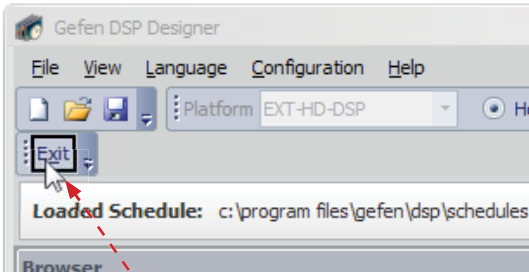 Gefen DSP Designer
File View Language Configuration Help
Platform EXT-HD-DSP
Exit
Loaded Schedule: c:\program files\gefen\dsp\schedules
Browser